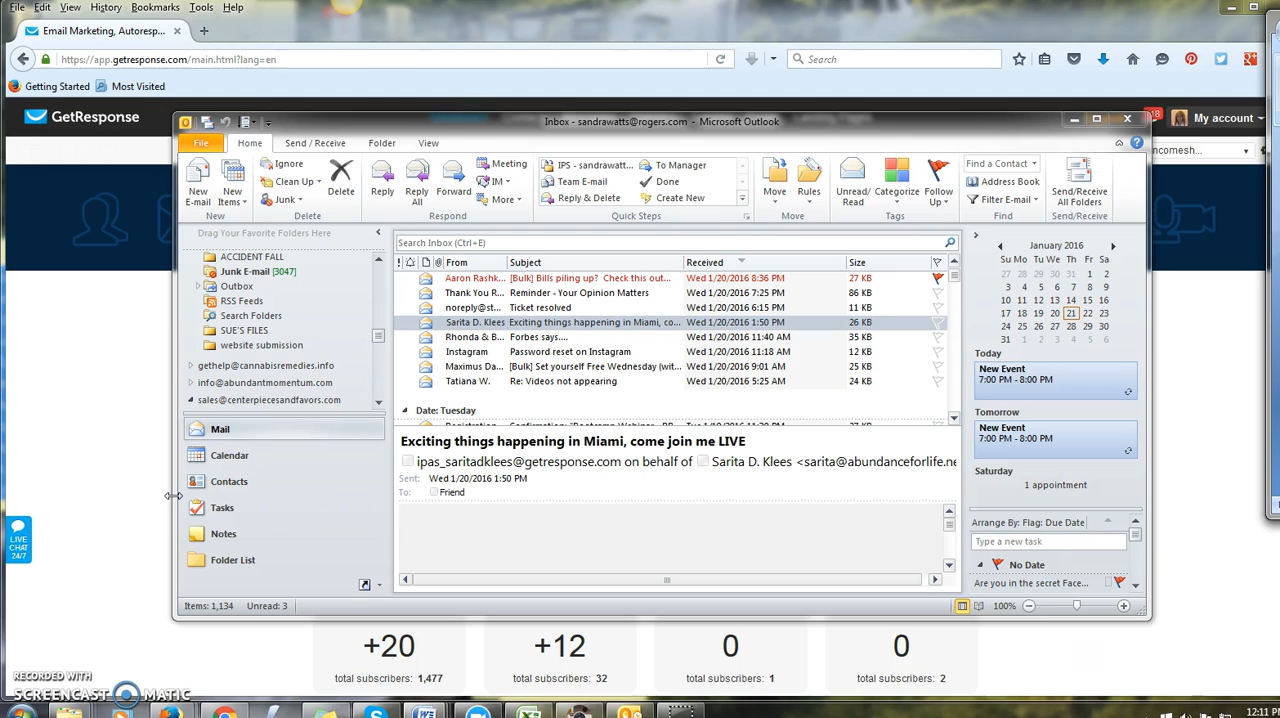 File Edit View History Bookmarks Tools Help
Email Marketing, Autoresp...
https://app.getresponse.com/main.html?lang=en
Search
Getting Started Most Visited
GetResponse
18 My account
Inbox - sandrawatts@rogers.com - Microsoft Outlook
File Home Send / Receive Folder View
New E-mail
New Items
New
Ignore
Clean Up
Junk
Delete
Delete
Reply
Reply All
Forward
Meeting
IM
More
Respond
IPS - sandrawatt...
Team E-mail
Reply & Delete
To Manager
Done
Create New
Quick Steps
Move
Rules
Move
Unread/ Read
Categorize
Follow Up
Tags
Find a Contact
Address Book
Filter E-mail
Find
Send/Receive All Folders
Send/Receive
Drag Your Favorite Folders Here
ACCIDENT FALL
Junk E-mail [3047]
Outbox
RSS Feeds
Search Folders
SUE'S FILES
website submission
gethelp@cannabisremedies.info
info@abundantmomentum.com
sales@centerpiecesandfavors.com
Mail
Calendar
Contacts
Tasks
Notes
Folder List
Search Inbox (Ctrl+E)
From Subject Received Size
Aaron Rashk... [Bulk] Bills piling up? Check this out... Wed 1/20/2016 8:36 PM 27 KB
Thank You R... Reminder - Your Opinion Matters Wed 1/20/2016 7:25 PM 86 KB
noreply@st... Ticket resolved Wed 1/20/2016 6:15 PM 11 KB
Sarita D. Klees Exciting things happening in Miami, co... Wed 1/20/2016 1:50 PM 26 KB
Rhonda & B... Forbes says.... Wed 1/20/2016 11:40 AM 35 KB
Instagram Password reset on Instagram Wed 1/20/2016 11:18 AM 12 KB
Maximus Da... [Bulk] Set yourself Free Wednesday (wit... Wed 1/20/2016 9:01 AM 35 KB
Tatiana W. Re: Videos not appearing Wed 1/20/2016 5:25 AM 24 KB
Date: Tuesday
Exciting things happening in Miami, come join me LIVE
ipas_saritadklees@getresponse.com on behalf of Sarita D. Klees <sarita@abundanceforlife.ne
Sent: Wed 1/20/2016 1:50 PM
To: Friend
January 2016
Su Mo Tu We Th Fr Sa
27 28 29 30 31 1 2
3 4 5 6 7 8 9
10 11 12 13 14 15 16
17 18 19 20 21 22 23
24 25 26 27 28 29 30
31 1 2 3 4 5 6
Today
New Event
7:00 PM - 8:00 PM
Tomorrow
New Event
7:00 PM - 8:00 PM
Saturday
1 appointment
Arrange By: Flag: Due Date
Type a new task
No Date
Are you in the secret Face...
Items: 1,134 Unread: 3
100%
ncomesh...
LIVE
CHAT
24/7
+20 +12 0 0
total subscribers: 1,477 total subscribers: 32 total subscribers: 1 total subscribers: 2
RECORDED WITH
SCREENCAST MATIC
12:11 PM